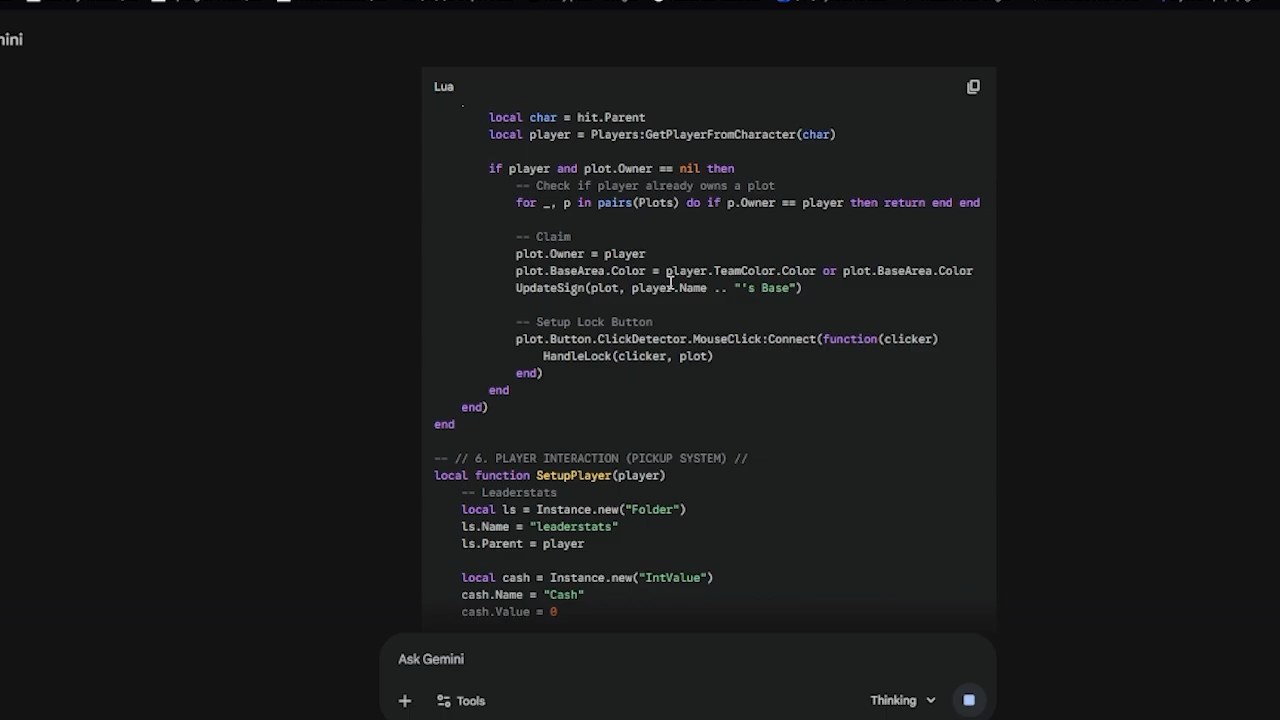 Lua
local char = hit.Parent
local player = Players:GetPlayerFromCharacter(char)
if player and plot.Owner == nil then
-- Check if player already owns a plot
for _, p in pairs(Plots) do if p.Owner == player then return end end
-- Claim
plot.Owner = player
plot.BaseArea.Color = player.TeamColor.Color or plot.BaseArea.Color
UpdateSign(plot, player.Name .. "'s Base")
-- Setup Lock Button
plot.Button.ClickDetector.MouseClick:Connect(function(clicker)
HandleLock(clicker, plot)
end)
end
end)
end
-- // 6. PLAYER INTERACTION (PICKUP SYSTEM) //
local function SetupPlayer(player)
-- Leaderstats
local ls = Instance.new("Folder")
ls.Name = "leaderstats"
ls.Parent = player
local cash = Instance.new("IntValue")
cash.Name = "Cash"
cash.Value = 0
Ask Gemini
Tools
Thinking